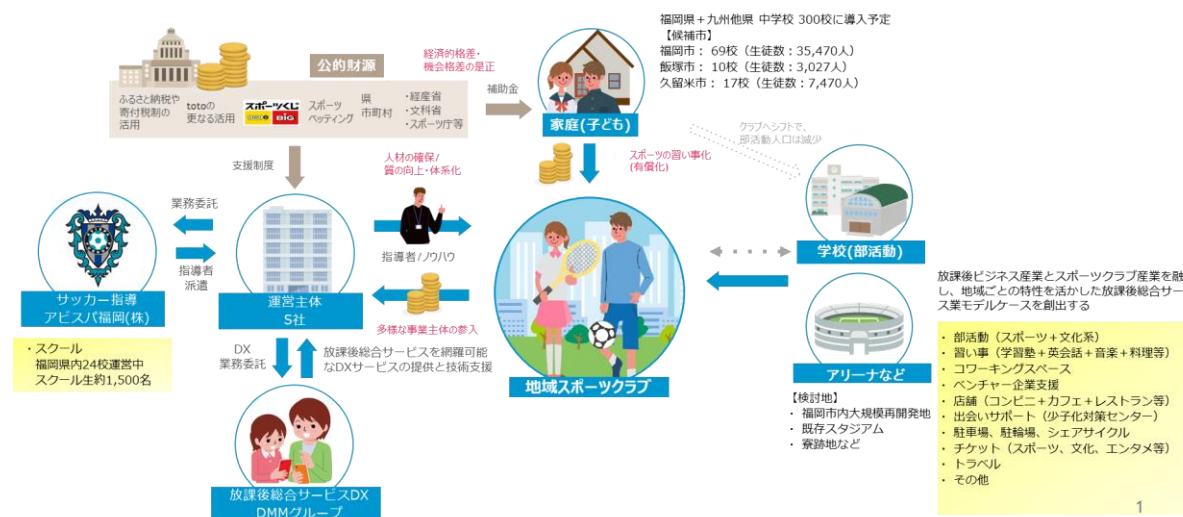 福岡県＋九州他県 中学校 300校に導入予定
【候補市】
福岡市： 69校（生徒数：35,470人）
飯塚市： 10校（生徒数：3,027人）
久留米市： 17校（生徒数：7,470人）
公的財源
経済的格差・
機会格差の是正
ふるさと納税や
寄付税制の
活用
totoの
更なる活用
スポーツくじ
BIG
スポーツ
ベッティング
県
市町村
・経産省
・文科省
・スポーツ庁等
補助金
家庭(子ども)
クラブへシフトで、
部活動人口は減少
支援制度
人材の確保/
質の向上・体系化
スポーツの習い事化
(有償化)
業務委託
指導者
派遣
指導者/ノウハウ
学校(部活動)
サッカー指導
アビスパ福岡(株)
運営主体
S社
多様な事業主体の参入
・スクール
福岡県内24校運営中
スクール生約1,500名
DX
業務委託
放課後総合サービスを網羅可能
なDXサービスの提供と技術支援
地域スポーツクラブ
アリーナなど
【検討地】
・ 福岡市内大規模再開発地
・ 既存スタジアム
・ 寮跡地など
放課後ビジネス産業とスポーツクラブ産業を融
し、地域ごとの特性を活かした放課後総合サー
ス業モデルケースを創出する
・ 部活動（スポーツ＋文化系）
・ 習い事（学習塾＋英会話＋音楽＋料理等）
・ コワーキングスペース
・ ベンチャー企業支援
・ 店舗（コンビニ＋カフェ＋レストラン等）
・ 出会いサポート（少子化対策センター）
・ 駐車場、駐輪場、シェアサイクル
・ チケット（スポーツ、文化、エンタメ等）
・ トラベル
・ その他
放課後総合サービスDX
DMMグループ
1